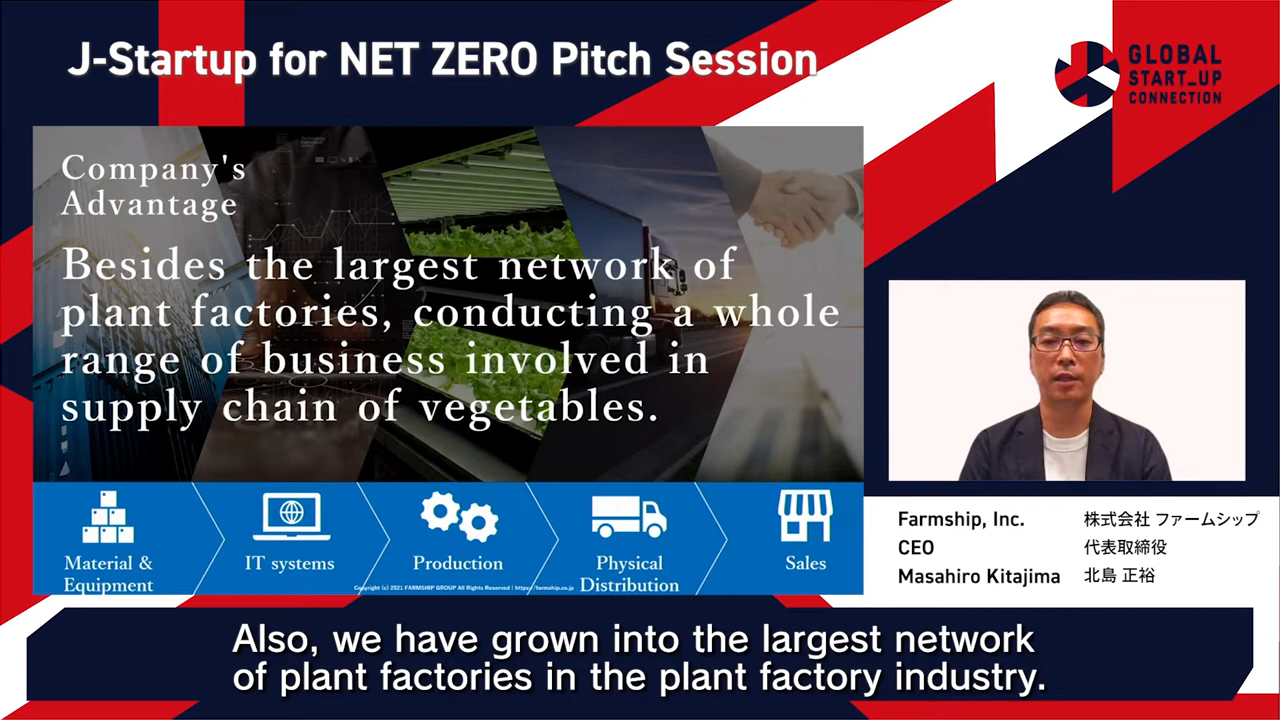 J-Startup for NET ZERO Pitch Session
GLOBAL
START_UP
CONNECTION
Company's
Advantage
Besides the largest network of
plant factories, conducting a whole
range of business involved in
supply chain of vegetables.
Material &
Equipment
IT systems
Production
Physical
Distribution
Sales
Copyright (c) 2021 FARMSHIP GROUP All Rights Reserved | https://farmship.co.jp
Farmship, Inc. 株式会社 ファームシップ
CEO 代表取締役
Masahiro Kitajima 北島 正裕
Also, we have grown into the largest network
of plant factories in the plant factory industry.